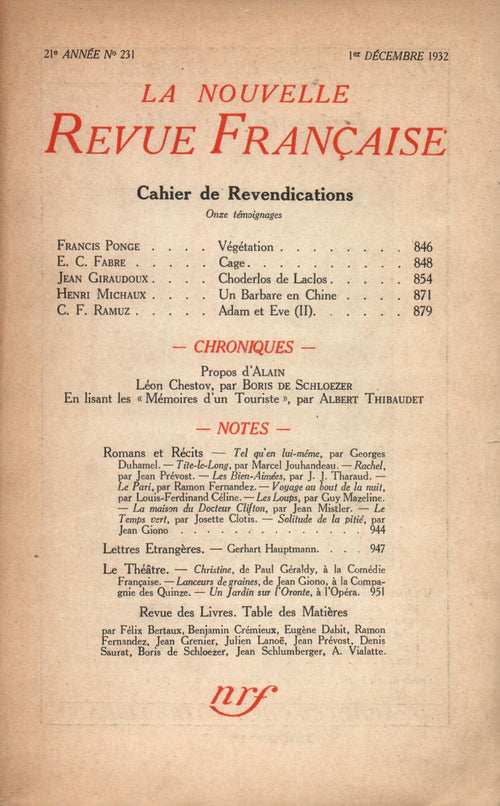 21e ANNÉE No 231 1er DÉCEMBRE 1932
LA NOUVELLE
REVUE FRANÇAISE
Cahier de Revendications
Onze témoignages
FRANCIS PONGE . . . . Végétation . . . . . . . . 846
E. C. FABRE . . . . . Cage . . . . . . . . . . 848
JEAN GIRAUDOUX . . . . Choderlos de Laclos . . . . . 854
HENRI MICHAUX . . . . Un Barbare en Chine . . . . 871
C. F. RAMUZ . . . . . Adam et Eve (II). . . . . . 879
— CHRONIQUES —
Propos d'ALAIN
Léon Chestov, par BORIS DE SCHLOEZER
En lisant les « Mémoires d'un Touriste », par ALBERT THIBAUDET
— NOTES —
Romans et Récits — Tel qu'en lui-même, par Georges
Duhamel. — Tite-le-Long, par Marcel Jouhandeau. — Rachel,
par Jean Prévost. — Les Bien-Aimées, par J. J. Tharaud. —
Le Pari, par Ramon Fernandez. — Voyage au bout de la nuit,
par Louis-Ferdinand Céline. — Les Loups, par Guy Mazeline.
— La maison du Docteur Clifton, par Jean Mistler. — Le
Temps vert, par Josette Clotis. — Solitude de la pitié, par
Jean Giono . . . . . . . . . . . . . . . 944
Lettres Etrangères. — Gerhart Hauptmann. . . . . 947
Le Théâtre. — Christine, de Paul Géraldy, à la Comédie
Française. — Lanceurs de graines, de Jean Giono, à la Compa-
gnie des Quinze. — Un Jardin sur l'Oronte, à l'Opéra. 951
Revue des Livres. Table des Matières
par Félix Bertaux, Benjamin Crémieux, Eugène Dabit, Ramon
Fernandez, Jean Grenier, Julien Lanoë, Jean Prévost, Denis
Saurat, Boris de Schloezer, Jean Schlumberger, A. Vialatte.
nrf